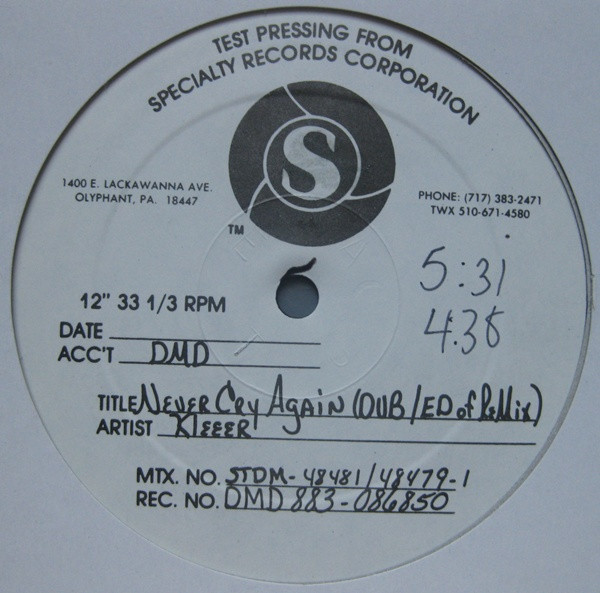 TEST PRESSING FROM
SPECIALTY RECORDS CORPORATION
S
1400 E. LACKAWANNA AVE.
OLYPHANT, PA. 18447
PHONE: (717) 383-2471
TWX 510-671-4580
TM
5:31
4:38
12" 33 1/3 RPM
DATE
ACC'T DMD
TITLE NEVER CRY AGAIN (DUB/ED of ReMix)
ARTIST KLEEER
MTX. NO. STDM-48481/48479-1
REC. NO. DMD 883-086850